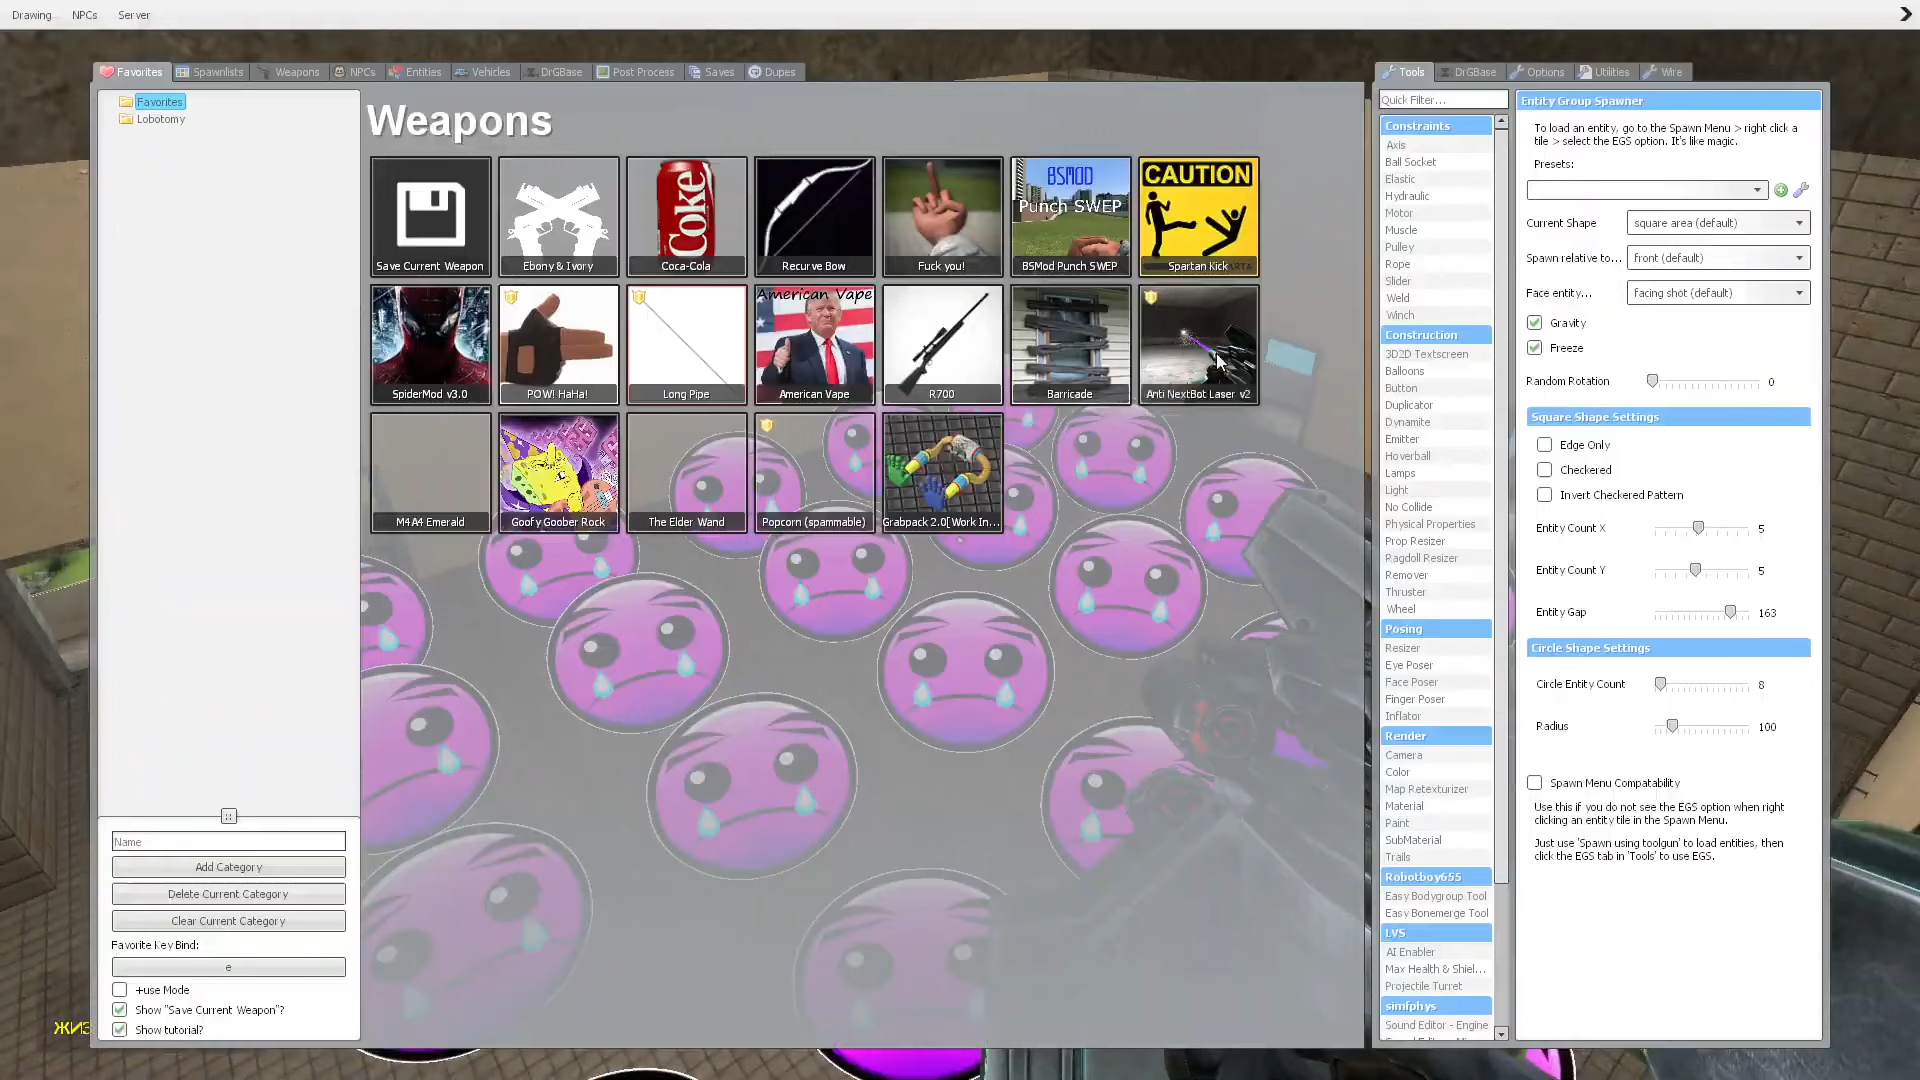 Drawing NPCs Server
Favorites Spawnlists Weapons NPCs Entities Vehicles DrGBase Post Process Saves Dupes
Favorites
Lobotomy
Name
Add Category
Delete Current Category
Clear Current Category
Favorite Key Bind:
e
+use Mode
Show "Save Current Weapon"?
Show tutorial?
ЖИЗ
Weapons
Save Current Weapon
Ebony & Ivory
Coke
Coca-Cola
Recurve Bow
Fuck you!
BSMOD
Punch SWEP
BSMod Punch SWEP
CAUTION
Spartan Kick
SpiderMod v3.0
POW! HaHa!
Long Pipe
American Vape
American Vape
R700
Barricade
Anti NextBot Laser v2
M4A4 Emerald
Goofy Goober Rock
The Elder Wand
Popcorn (spammable)
Grabpack 2.0[Work In...
Tools DrGBase Options Utilities Wire
Quick Filter...
Constraints
Axis
Ball Socket
Elastic
Hydraulic
Motor
Muscle
Pulley
Rope
Slider
Weld
Winch
Construction
3D2D Textscreen
Balloons
Button
Duplicator
Dynamite
Emitter
Hoverball
Lamps
Light
No Collide
Physical Properties
Prop Resizer
Ragdoll Resizer
Remover
Thruster
Wheel
Posing
Resizer
Eye Poser
Face Poser
Finger Poser
Inflator
Render
Camera
Color
Map Retexturizer
Material
Paint
SubMaterial
Trails
Robotboy655
Easy Bodygroup Tool
Easy Bonemerge Tool
LVS
AI Enabler
Max Health & Shiel...
Projectile Turret
simfphys
Sound Editor - Engine
Entity Group Spawner
To load an entity, go to the Spawn Menu > right click a
tile > select the EGS option. It's like magic.
Presets:
Current Shape square area (default)
Spawn relative to... front (default)
Face entity... facing shot (default)
Gravity
Freeze
Random Rotation 0
Square Shape Settings
Edge Only
Checkered
Invert Checkered Pattern
Entity Count X 5
Entity Count Y 5
Entity Gap 163
Circle Shape Settings
Circle Entity Count 8
Radius 100
Spawn Menu Compatability
Use this if you do not see the EGS option when right
clicking an entity tile in the Spawn Menu.
Just use 'Spawn using toolgun' to load entities, then
click the EGS tab in 'Tools' to use EGS.